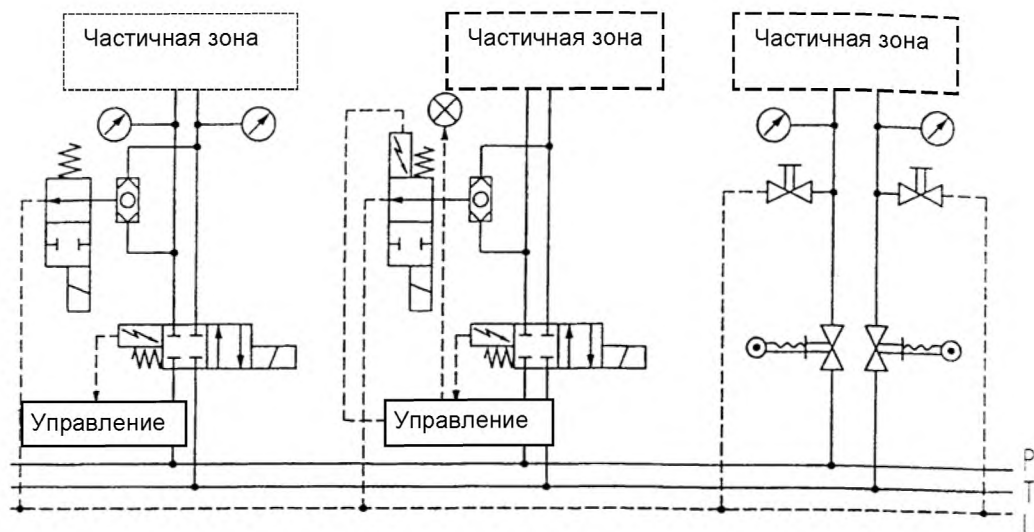 Частичная зона
Частичная зона
Частичная зона
Управление
Управление
P
T